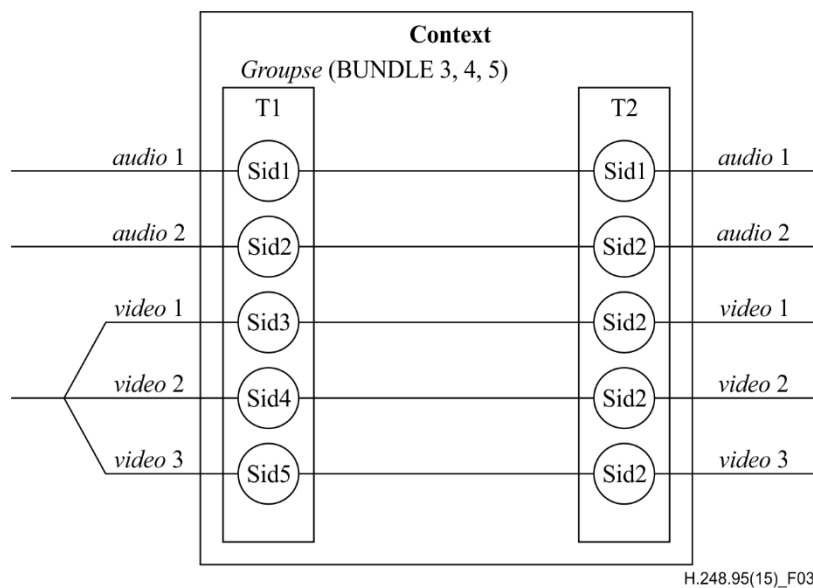 Context
Groupse (BUNDLE 3, 4, 5)
T1 T2
audio 1 Sid1 Sid1 audio 1
audio 2 Sid2 Sid2 audio 2
video 1 Sid3 Sid2 video 1
video 2 Sid4 Sid2 video 2
video 3 Sid5 Sid2 video 3
H.248.95(15)_F03